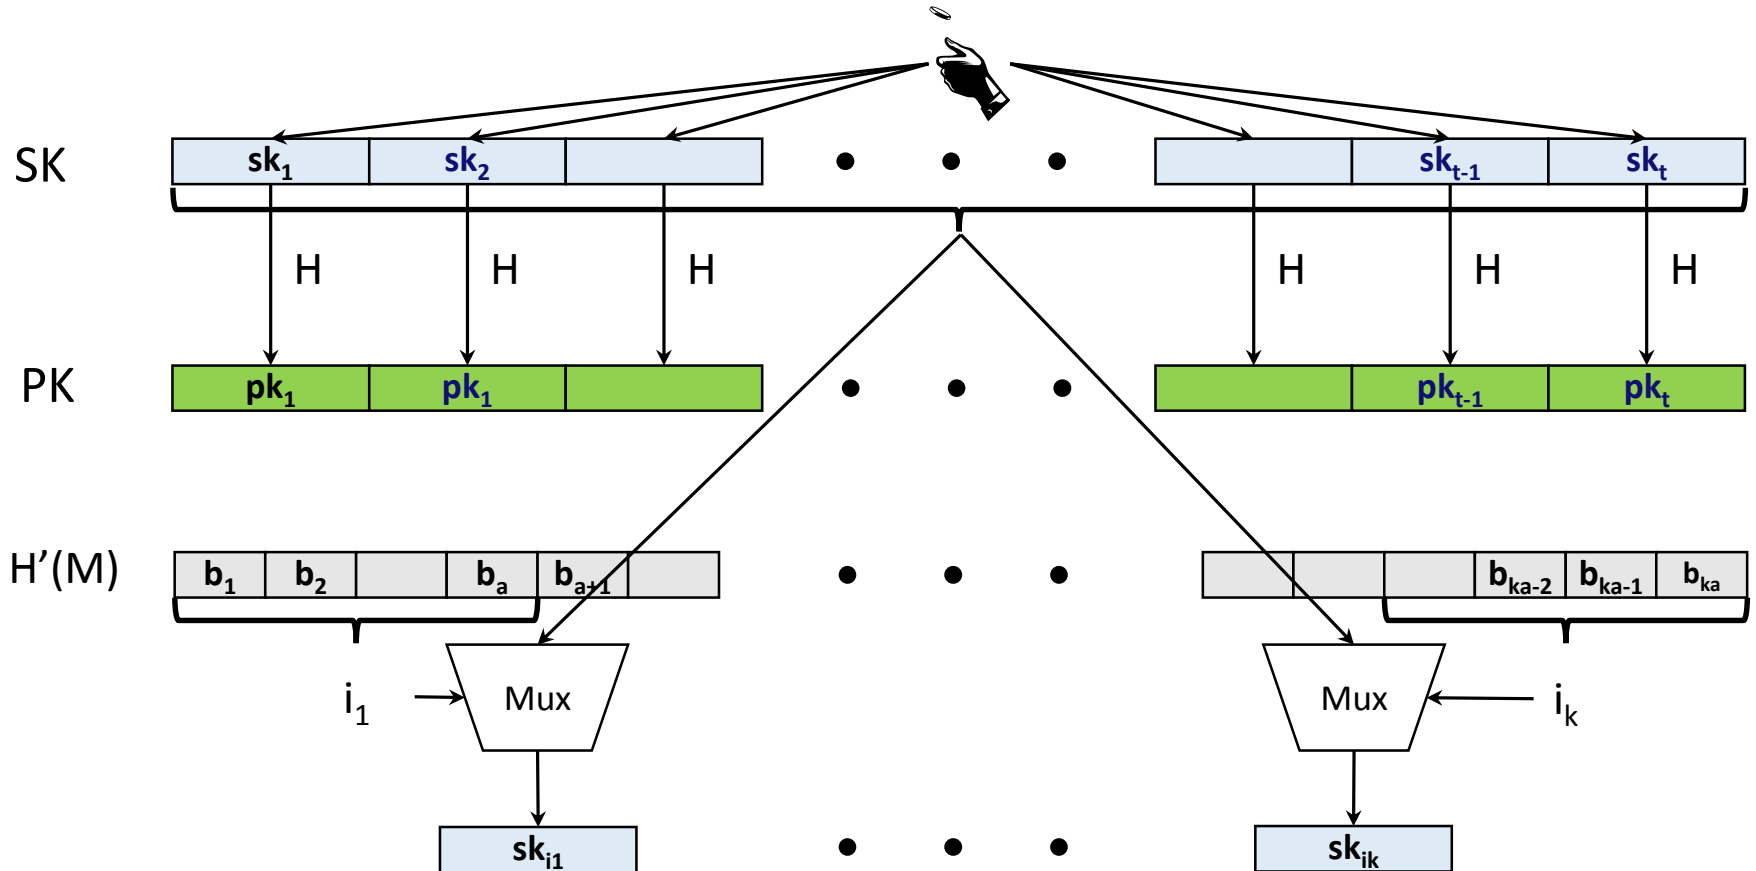 SK sk1 sk2 skt-1 skt
H H H H H H
PK pk1 pk1 pkt-1 pkt
H'(M) b1 b2 ba ba+1 bka-2 bka-1 bka
i1 Mux Mux ik
ski1 skik